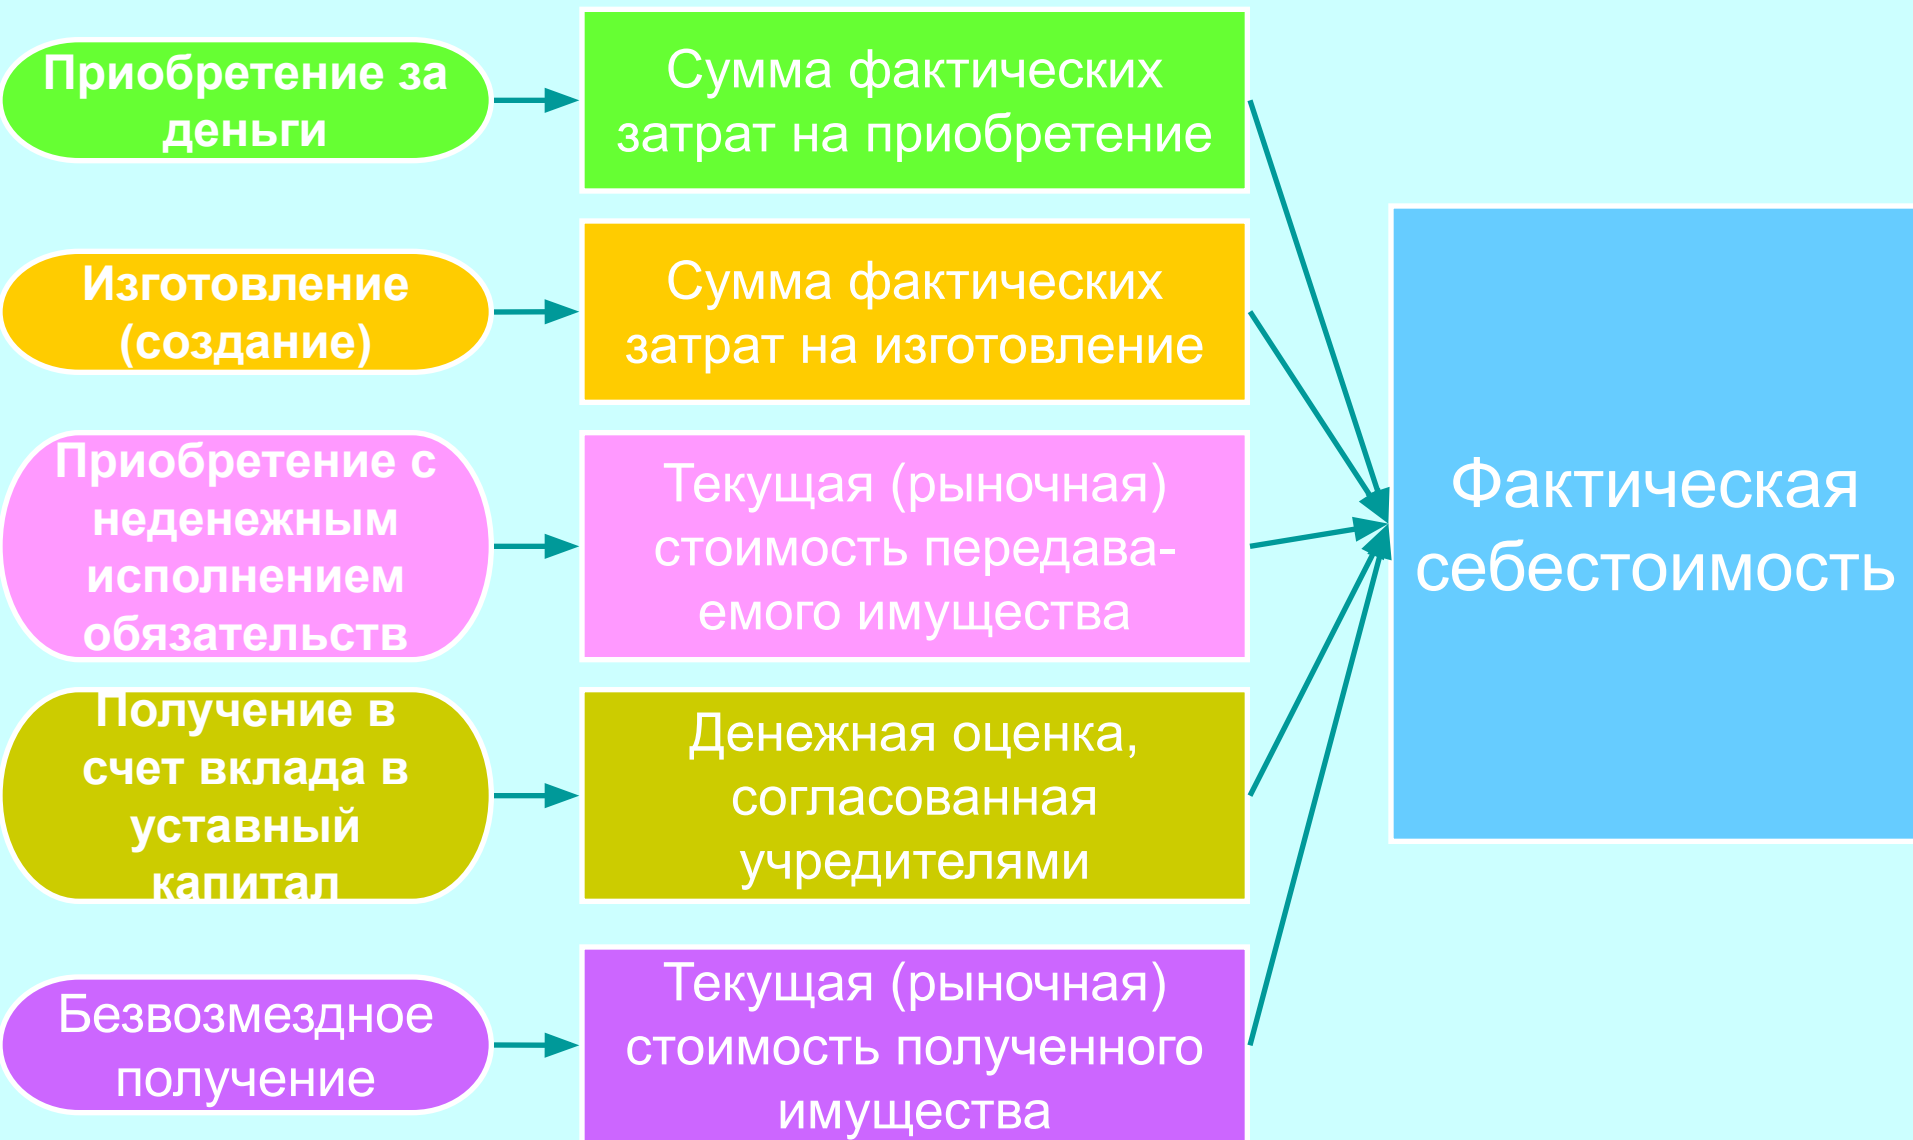 Приобретение за
деньги
Сумма фактических
затрат на приобретение
Изготовление
(создание)
Сумма фактических
затрат на изготовление
Приобретение с
неденежным
исполнением
обязательств
Текущая (рыночная)
стоимость передава-
емого имущества
Получение в
счет вклада в
уставный
капитал
Денежная оценка,
согласованная
учредителями
Безвозмездное
получение
Текущая (рыночная)
стоимость полученного
имущества
Фактическая
себестоимость